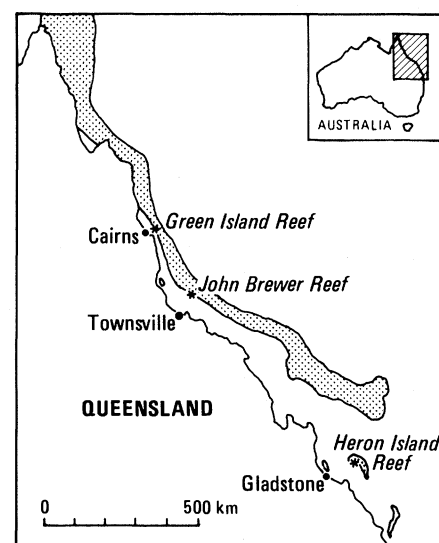 AUSTRALIA
Green Island Reef
Cairns
John Brewer Reef
Townsville
QUEENSLAND
Heron Island
Reef
Gladstone
0 500 km